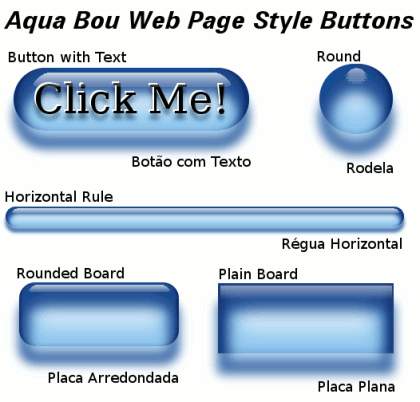 Aqua Bou Web Page Style Buttons
Button with Text
Round
Click Me!
Botão com Texto
Rodela
Horizontal Rule
Régua Horizontal
Rounded Board
Plain Board
Placa Arredondada
Placa Plana